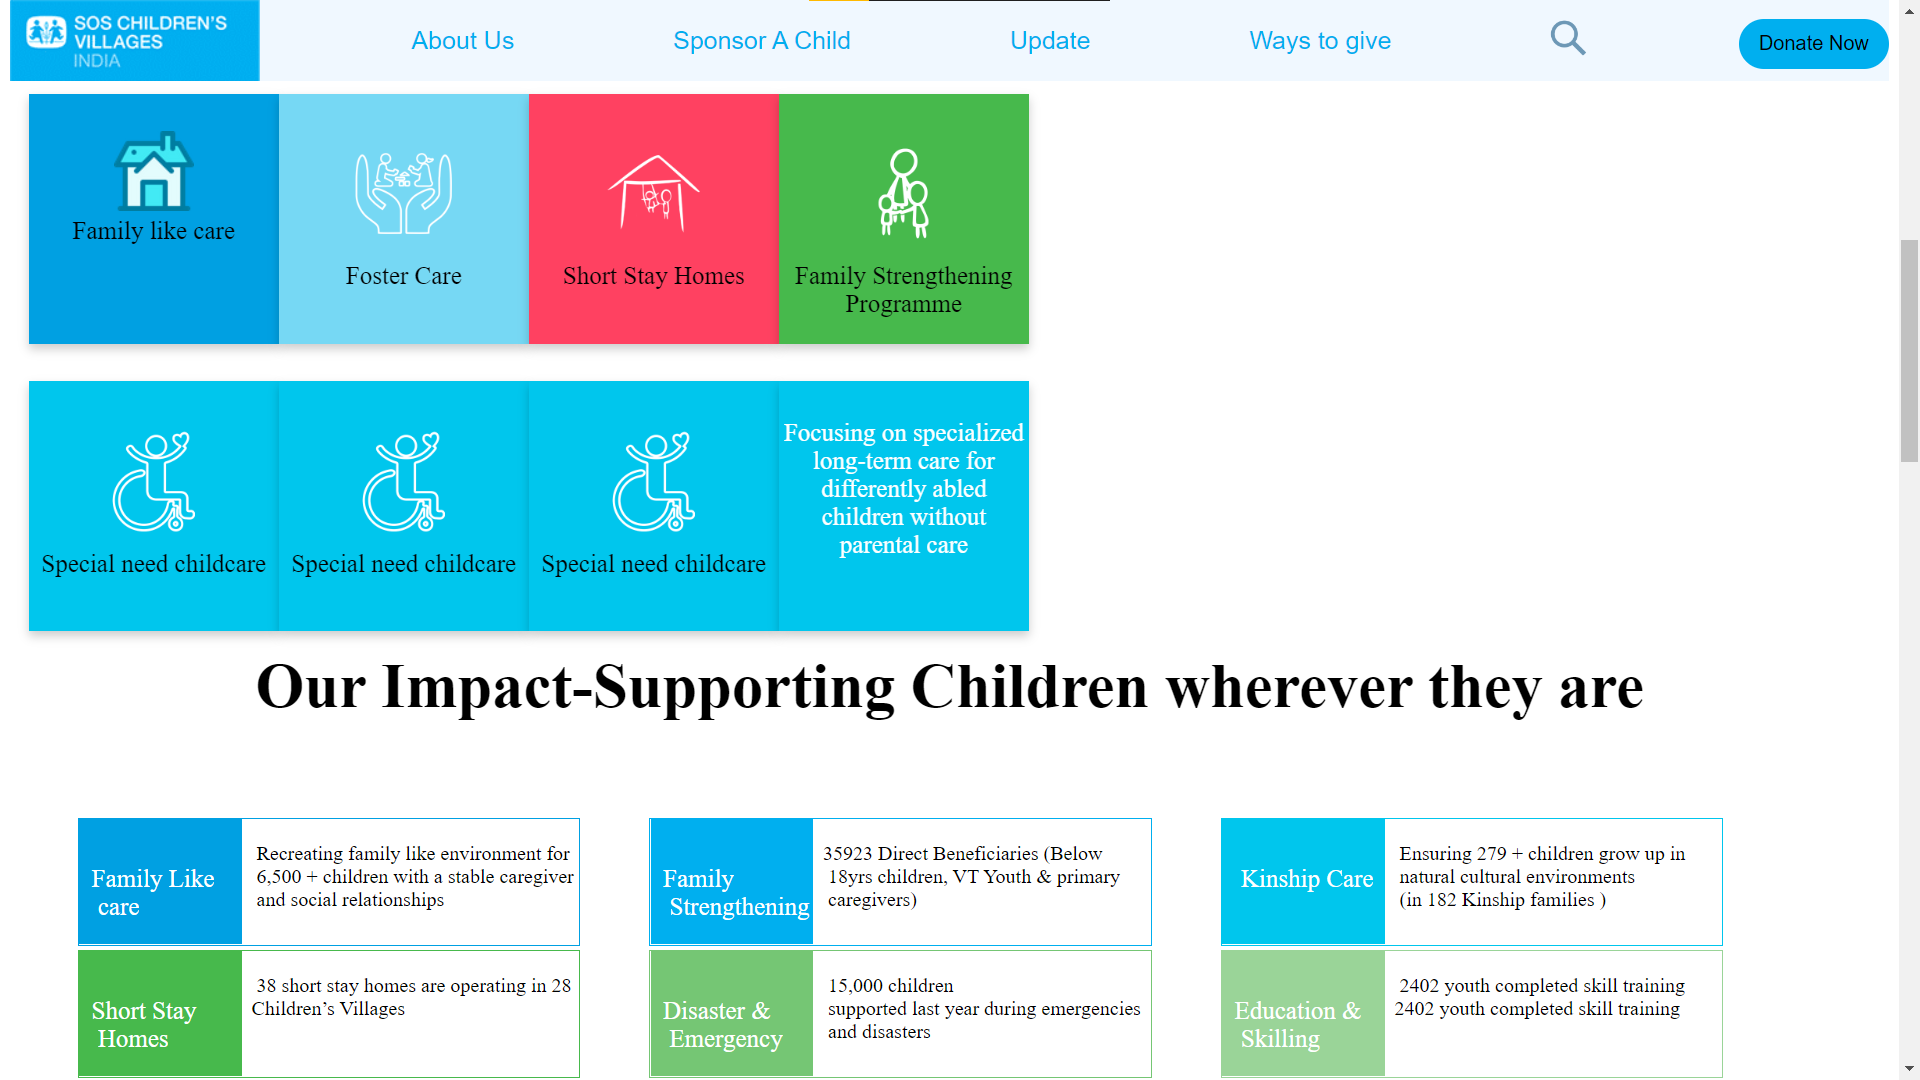 SOS CHILDREN'S
VILLAGES
INDIA
About Us
Sponsor A Child
Update
Ways to give
Donate Now
Family like care
Foster Care
Short Stay Homes
Family Strengthening
Programme
Special need childcare
Special need childcare
Special need childcare
Focusing on specialized
long-term care for
differently abled
children without
parental care
Our Impact-Supporting Children wherever they are
Family Like
care
Recreating family like environment for
6,500 + children with a stable caregiver
and social relationships
Family
Strengthening
35923 Direct Beneficiaries (Below
18yrs children, VT Youth & primary
caregivers)
Kinship Care
Ensuring 279 + children grow up in
natural cultural environments
(in 182 Kinship families )
Short Stay
Homes
38 short stay homes are operating in 28
Children’s Villages
Disaster &
Emergency
15,000 children
supported last year during emergencies
and disasters
Education &
Skilling
2402 youth completed skill training
2402 youth completed skill training